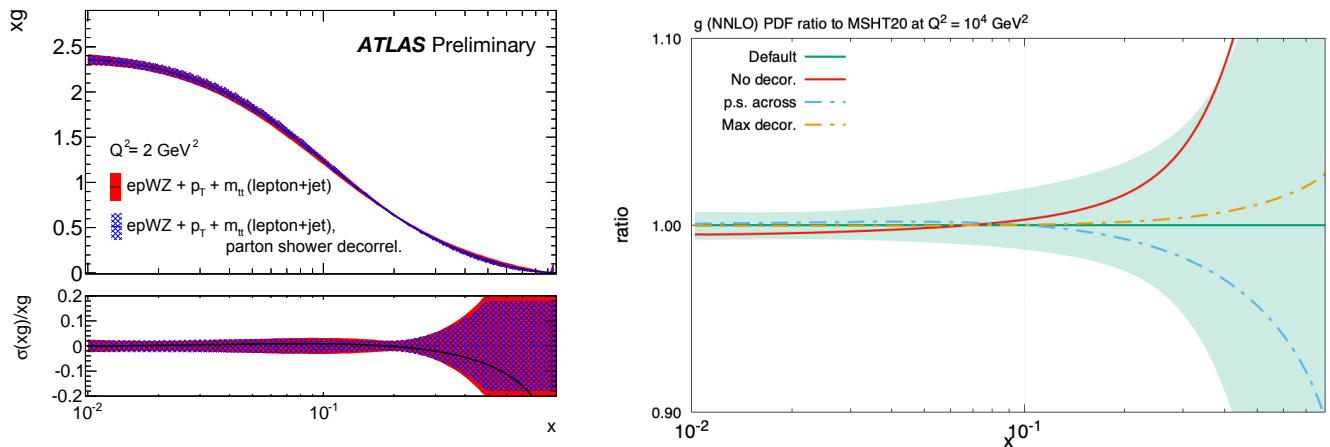 xg
ATLAS Preliminary
2.5
2
1.5
1
0.5
0
Q² = 2 GeV²
epWZ + p_T + m_tt (lepton+jet)
epWZ + p_T + m_tt (lepton+jet),
parton shower decorrel.
σ(xg)/xg
0.2
0.1
0
-0.1
-0.2
10⁻²
10⁻¹
x
g (NNLO) PDF ratio to MSHT20 at Q² = 10⁴ GeV²
1.10
1.05
1.00
0.95
0.90
ratio
Default
No decor.
p.s. across
Max decor.
10⁻²
10⁻¹
x